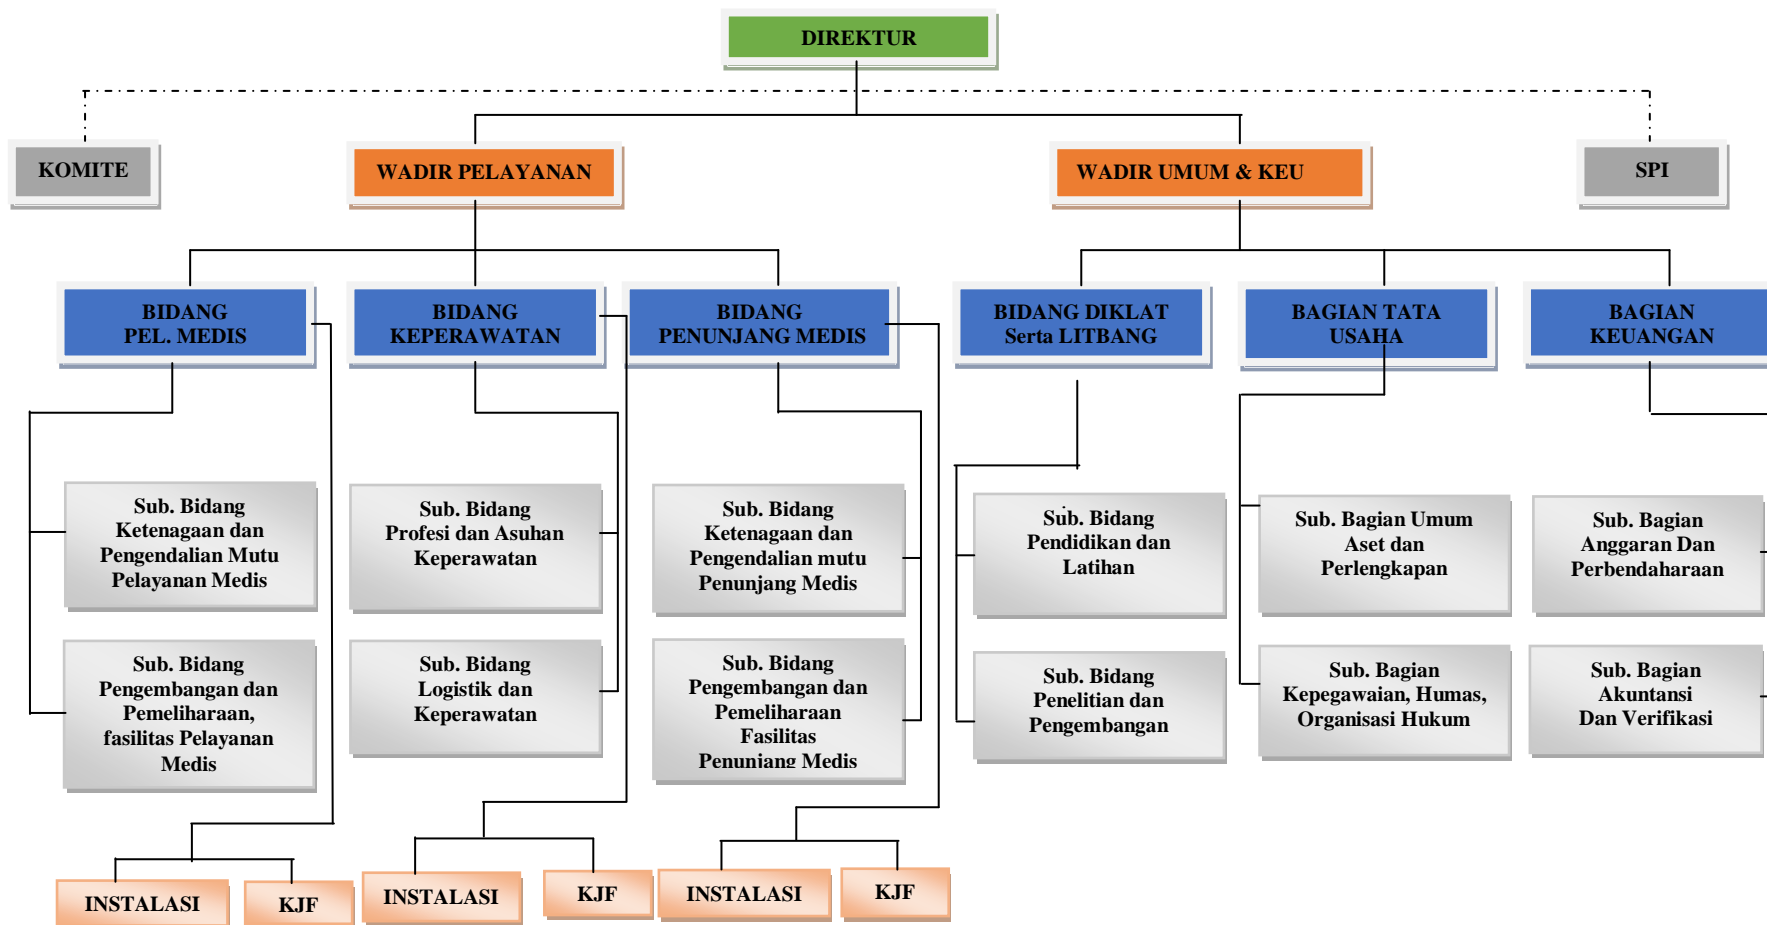 DIREKTUR
KOMITE
WADIR PELAYANAN
WADIR UMUM & KEU
SPI
BIDANG
PEL. MEDIS
BIDANG
KEPERAWATAN
BIDANG
PENUNJANG MEDIS
BIDANG DIKLAT
Serta LITBANG
BAGIAN TATA
USAHA
BAGIAN
KEUANGAN
Sub. Bidang
Ketenagaan dan
Pengendalian Mutu
Pelayanan Medis
Sub. Bidang
Profesi dan Asuhan
Keperawatan
Sub. Bidang
Ketenagaan dan
Pengendalian mutu
Penunjang Medis
Sub. Bidang
Pendidikan dan
Latihan
Sub. Bagian Umum
Aset dan
Perlengkapan
Sub. Bagian
Anggaran Dan
Perbendaharaan
Sub. Bidang
Pengembangan dan
Pemeliharaan,
fasilitas Pelayanan
Medis
Sub. Bidang
Logistik dan
Keperawatan
Sub. Bidang
Pengembangan dan
Pemeliharaan
Fasilitas
Penunjang Medis
Sub. Bidang
Penelitian dan
Pengembangan
Sub. Bagian
Kepegawaian, Humas,
Organisasi Hukum
Sub. Bagian
Akuntansi
Dan Verifikasi
INSTALASI
KJF
INSTALASI
KJF
INSTALASI
KJF